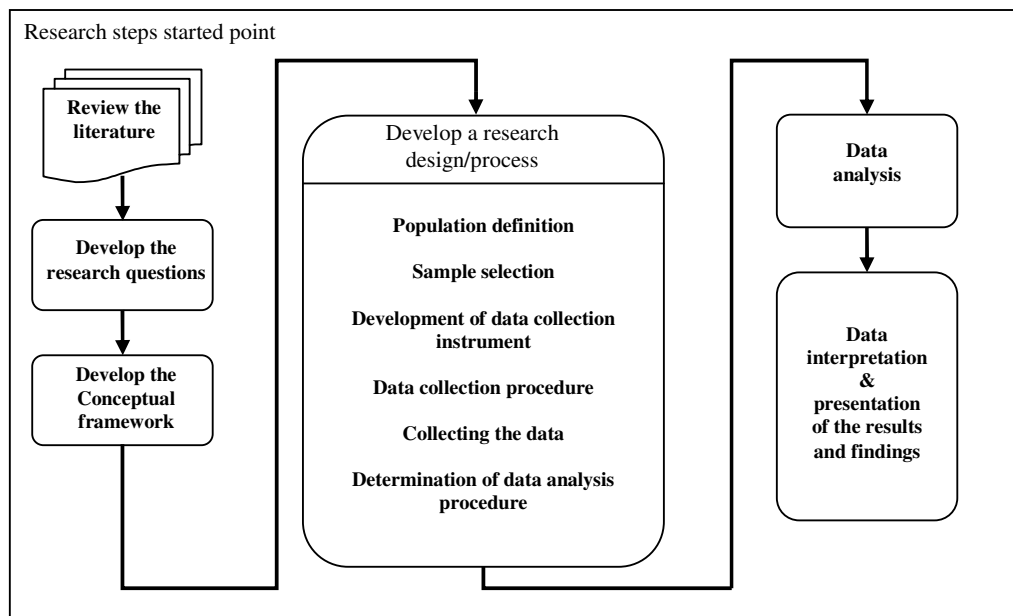 Research steps started point
Review the
literature
Develop the
research questions
Develop the
Conceptual
framework
Develop a research
design/process
Population definition
Sample selection
Development of data collection
instrument
Data collection procedure
Collecting the data
Determination of data analysis
procedure
Data
analysis
Data
interpretation
&
presentation
of the results
and findings